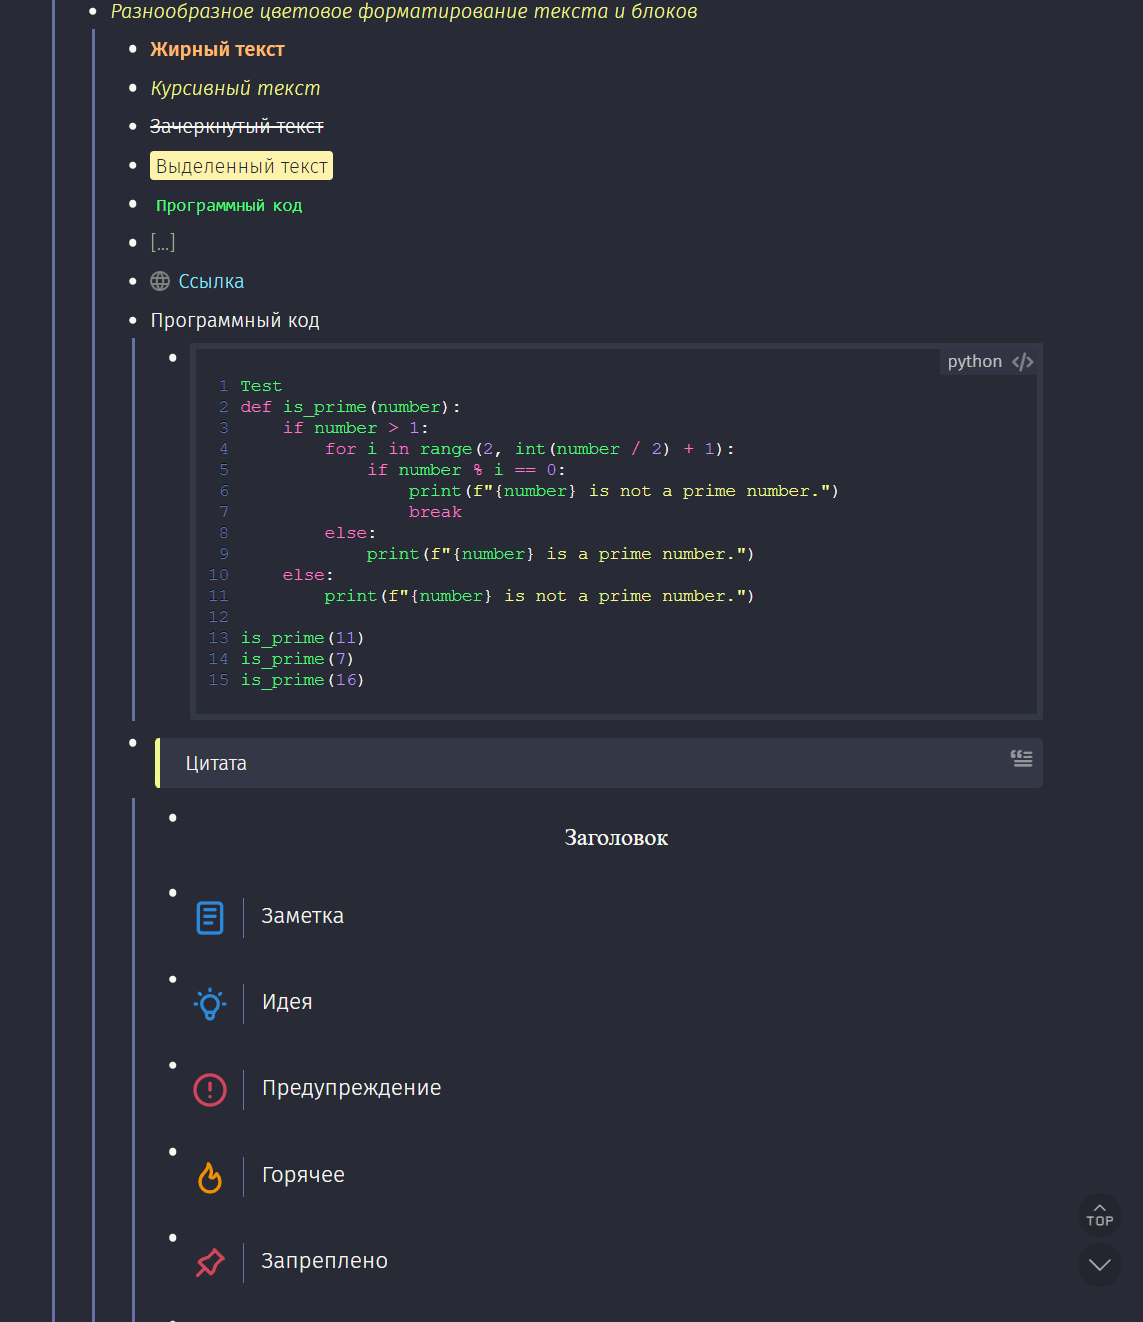 Разнообразное цветовое форматирование текста и блоков
Жирный текст
Курсивный текст
Зачеркнутый текст
Выделенный текст
Программный код
[...]
Ссылка
Программный код
python </>
1 Test
2 def is_prime(number):
3     if number > 1:
4         for i in range(2, int(number / 2) + 1):
5             if number % i == 0:
6                 print(f"{number} is not a prime number.")
7                 break
8         else:
9             print(f"{number} is a prime number.")
10     else:
11         print(f"{number} is not a prime number.")
12
13 is_prime(11)
14 is_prime(7)
15 is_prime(16)
Цитата
Заголовок
Заметка
Идея
Предупреждение
Горячее
Запреплено
TOP